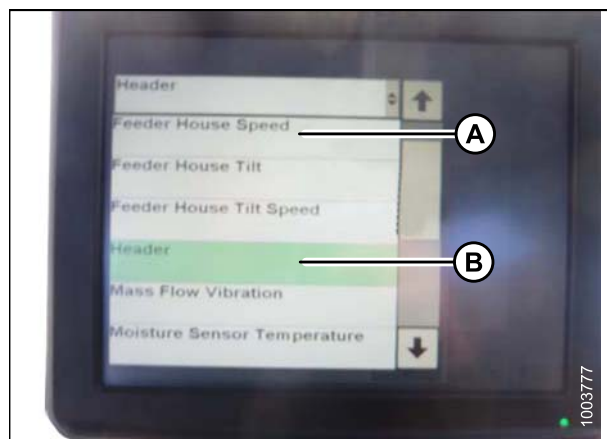 Header
Feeder House Speed
A
Feeder House Tilt
Feeder House Tilt Speed
Header
B
Mass Flow Vibration
Moisture Sensor Temperature
1003777